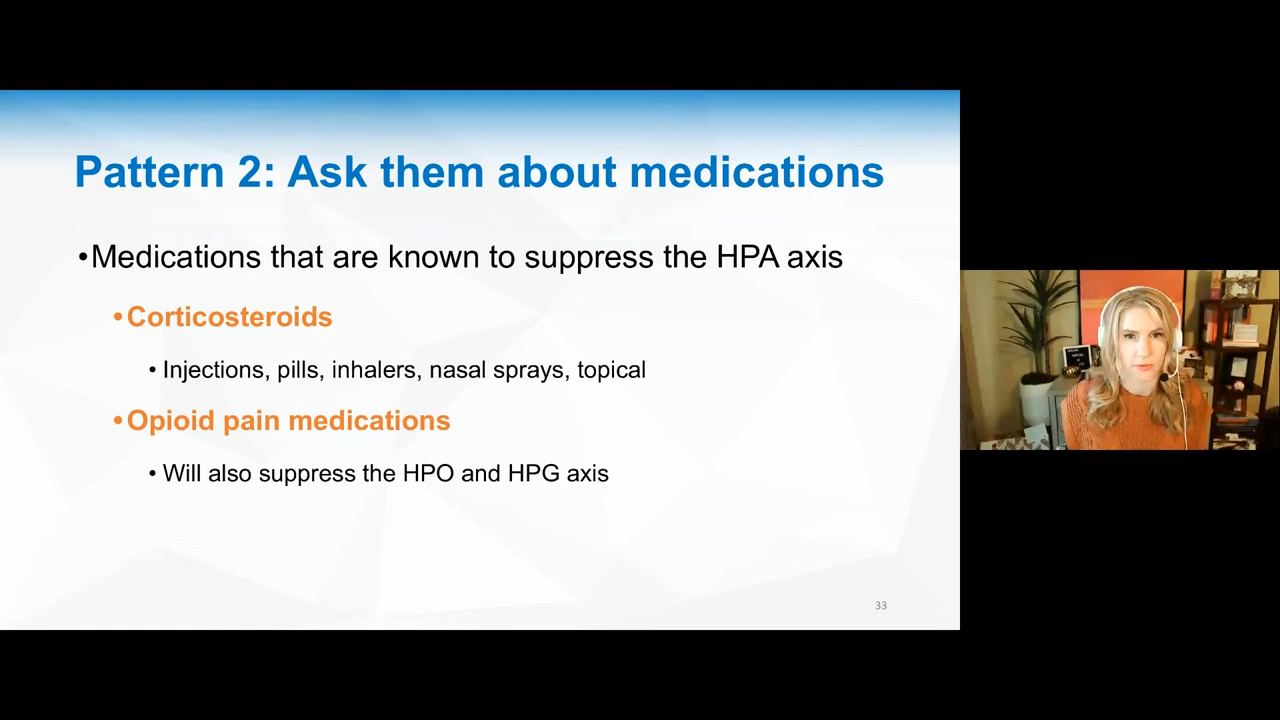 Pattern 2: Ask them about medications
•Medications that are known to suppress the HPA axis
•Corticosteroids
•Injections, pills, inhalers, nasal sprays, topical
•Opioid pain medications
•Will also suppress the HPO and HPG axis
33